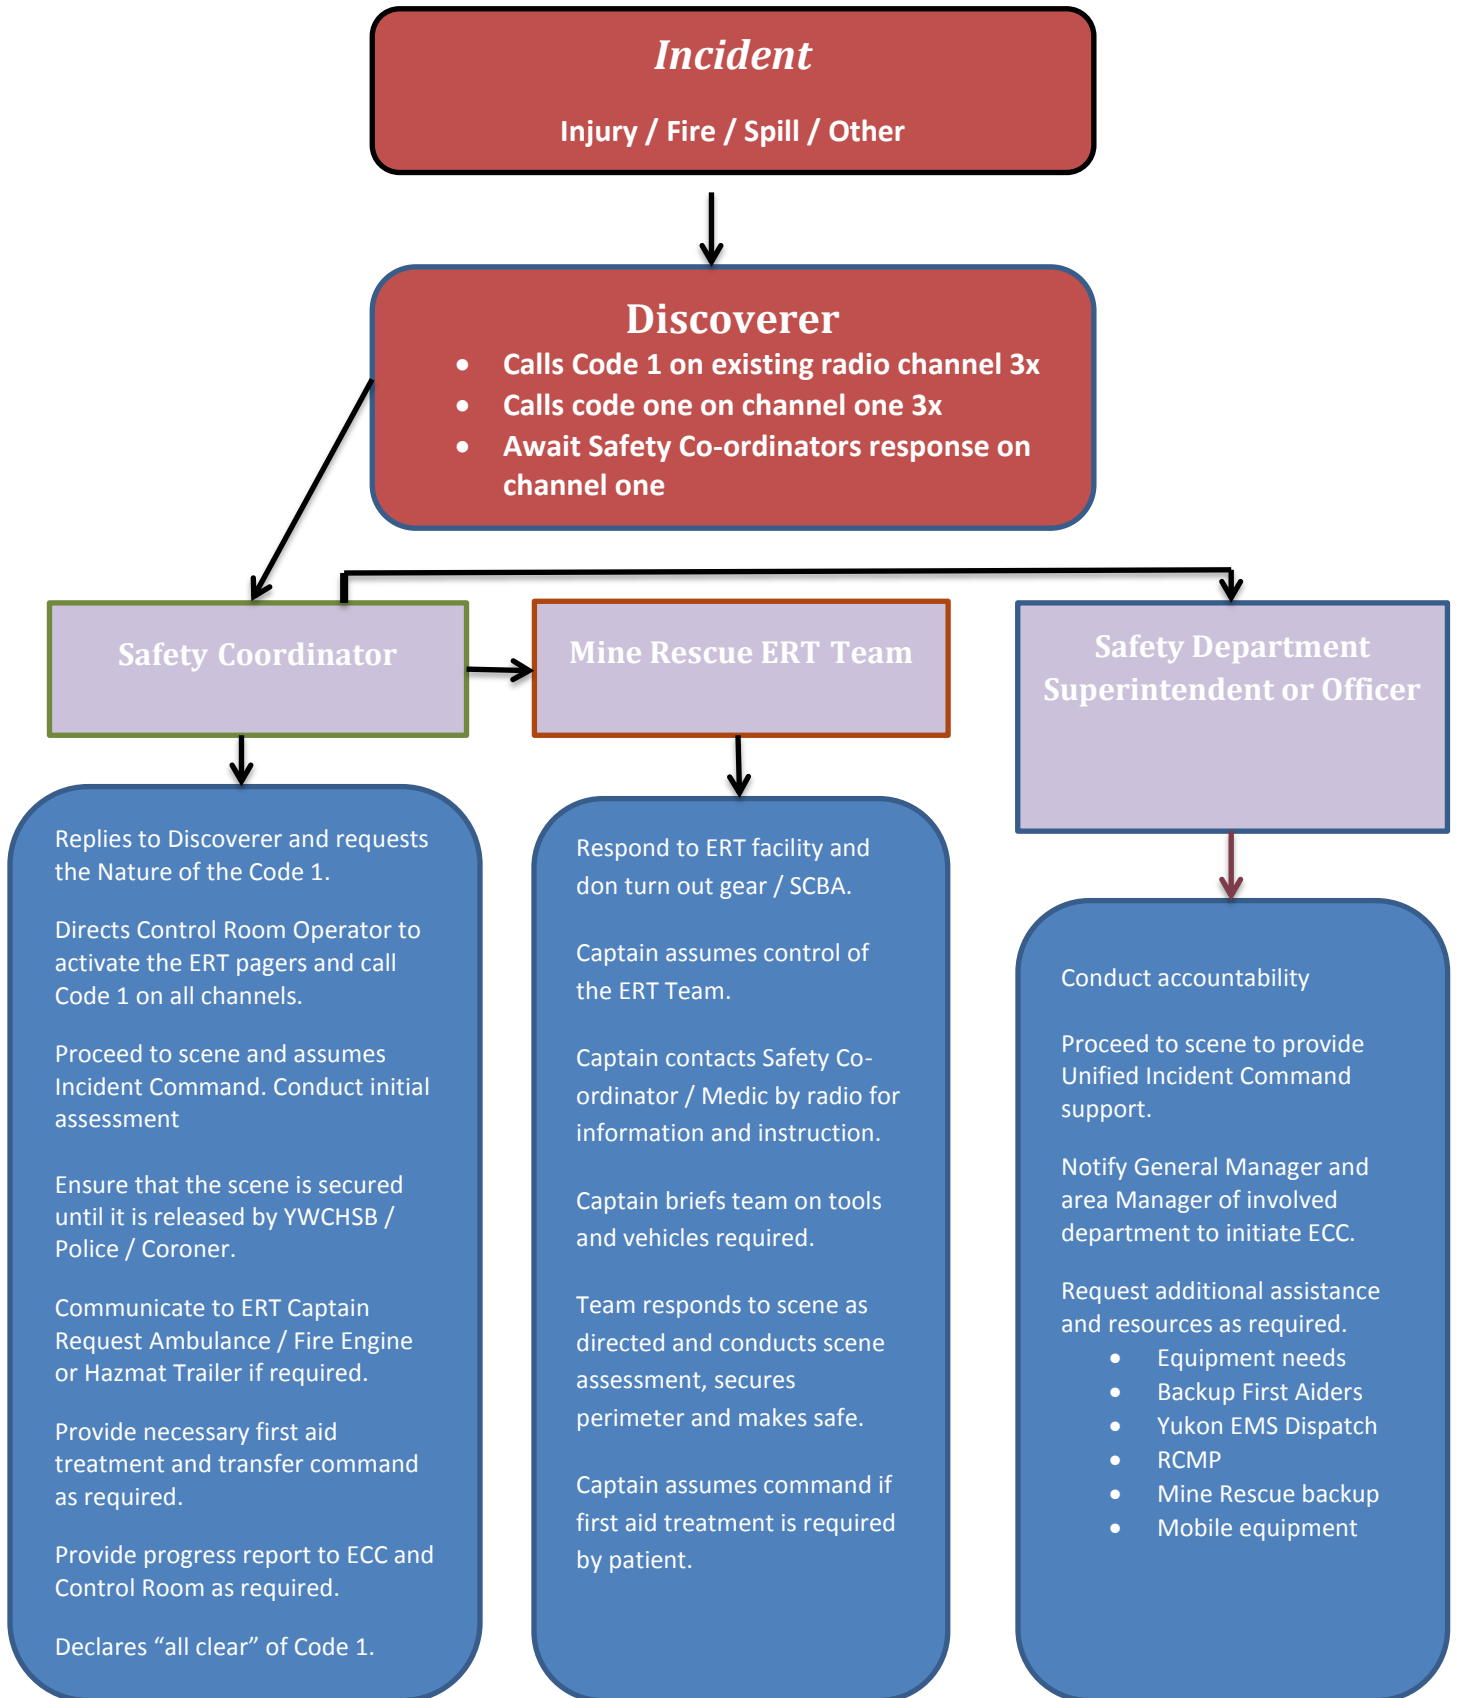 Incident
Injury / Fire / Spill / Other
Discoverer
• Calls Code 1 on existing radio channel 3x
• Calls code one on channel one 3x
• Await Safety Co-ordinators response on
channel one
Safety Coordinator
Replies to Discoverer and requests
the Nature of the Code 1.
Directs Control Room Operator to
activate the ERT pagers and call
Code 1 on all channels.
Proceed to scene and assumes
Incident Command. Conduct initial
assessment
Ensure that the scene is secured
until it is released by YWCHSB /
Police / Coroner.
Communicate to ERT Captain
Request Ambulance / Fire Engine
or Hazmat Trailer if required.
Provide necessary first aid
treatment and transfer command
as required.
Provide progress report to ECC and
Control Room as required.
Declares “all clear” of Code 1.
Mine Rescue ERT Team
Respond to ERT facility and
don turn out gear / SCBA.
Captain assumes control of
the ERT Team.
Captain contacts Safety Co-
ordinator / Medic by radio for
information and instruction.
Captain briefs team on tools
and vehicles required.
Team responds to scene as
directed and conducts scene
assessment, secures
perimeter and makes safe.
Captain assumes command if
first aid treatment is required
by patient.
Safety Department
Superintendent or Officer
Conduct accountability
Proceed to scene to provide
Unified Incident Command
support.
Notify General Manager and
area Manager of involved
department to initiate ECC.
Request additional assistance
and resources as required.
• Equipment needs
• Backup First Aiders
• Yukon EMS Dispatch
• RCMP
• Mine Rescue backup
• Mobile equipment